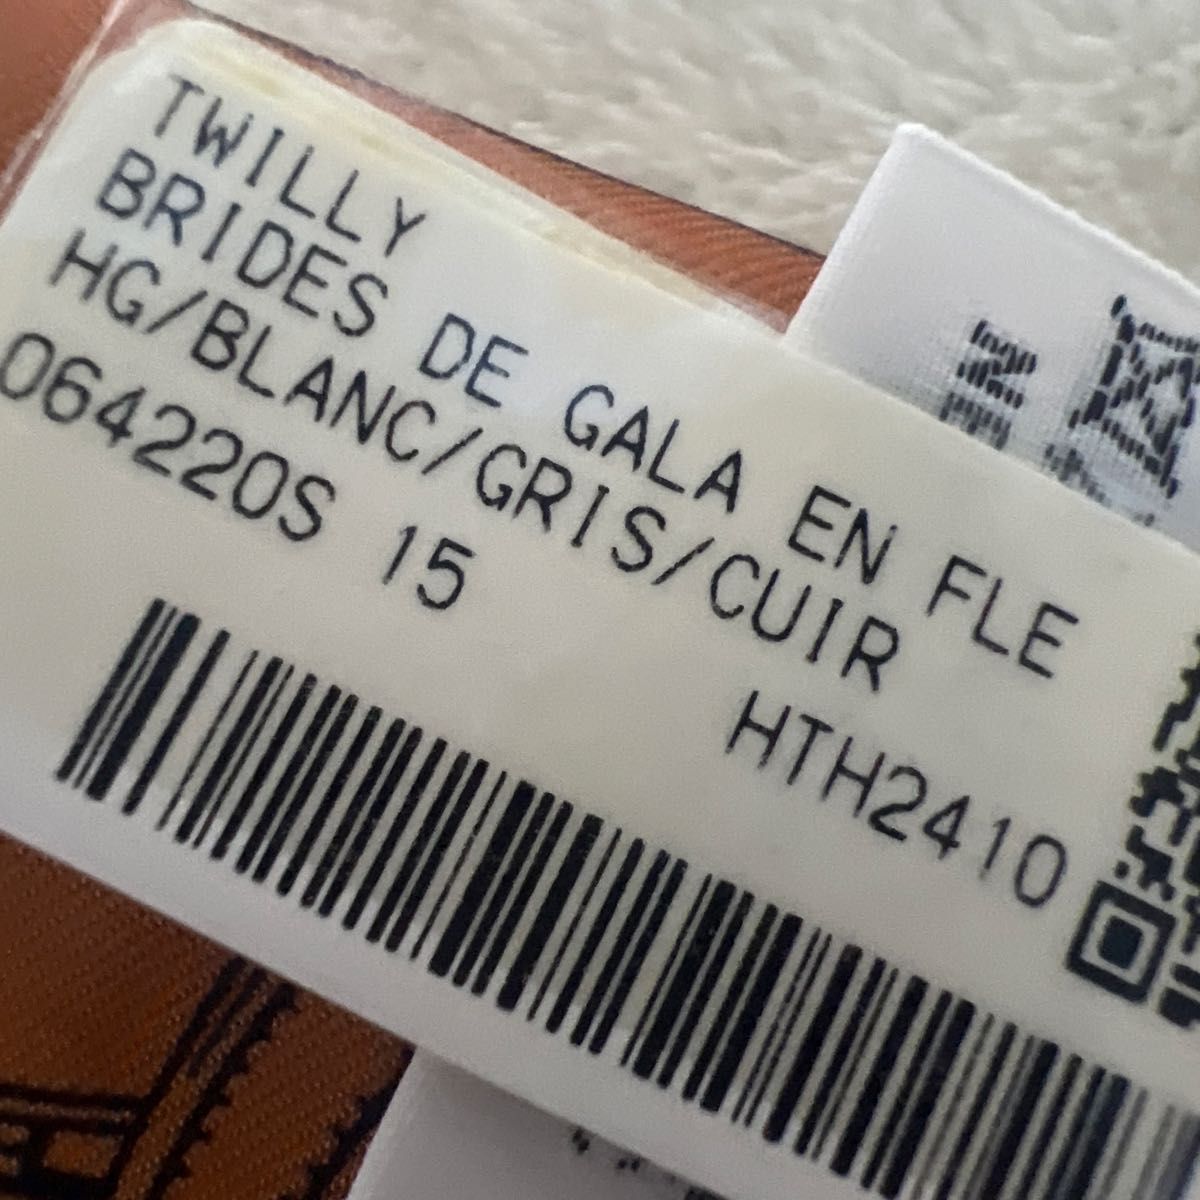 TWILLY
BRIDES DE GALA EN FLE
HG/BLANC/GRIS/CUIR
064220S 15
HTH2410